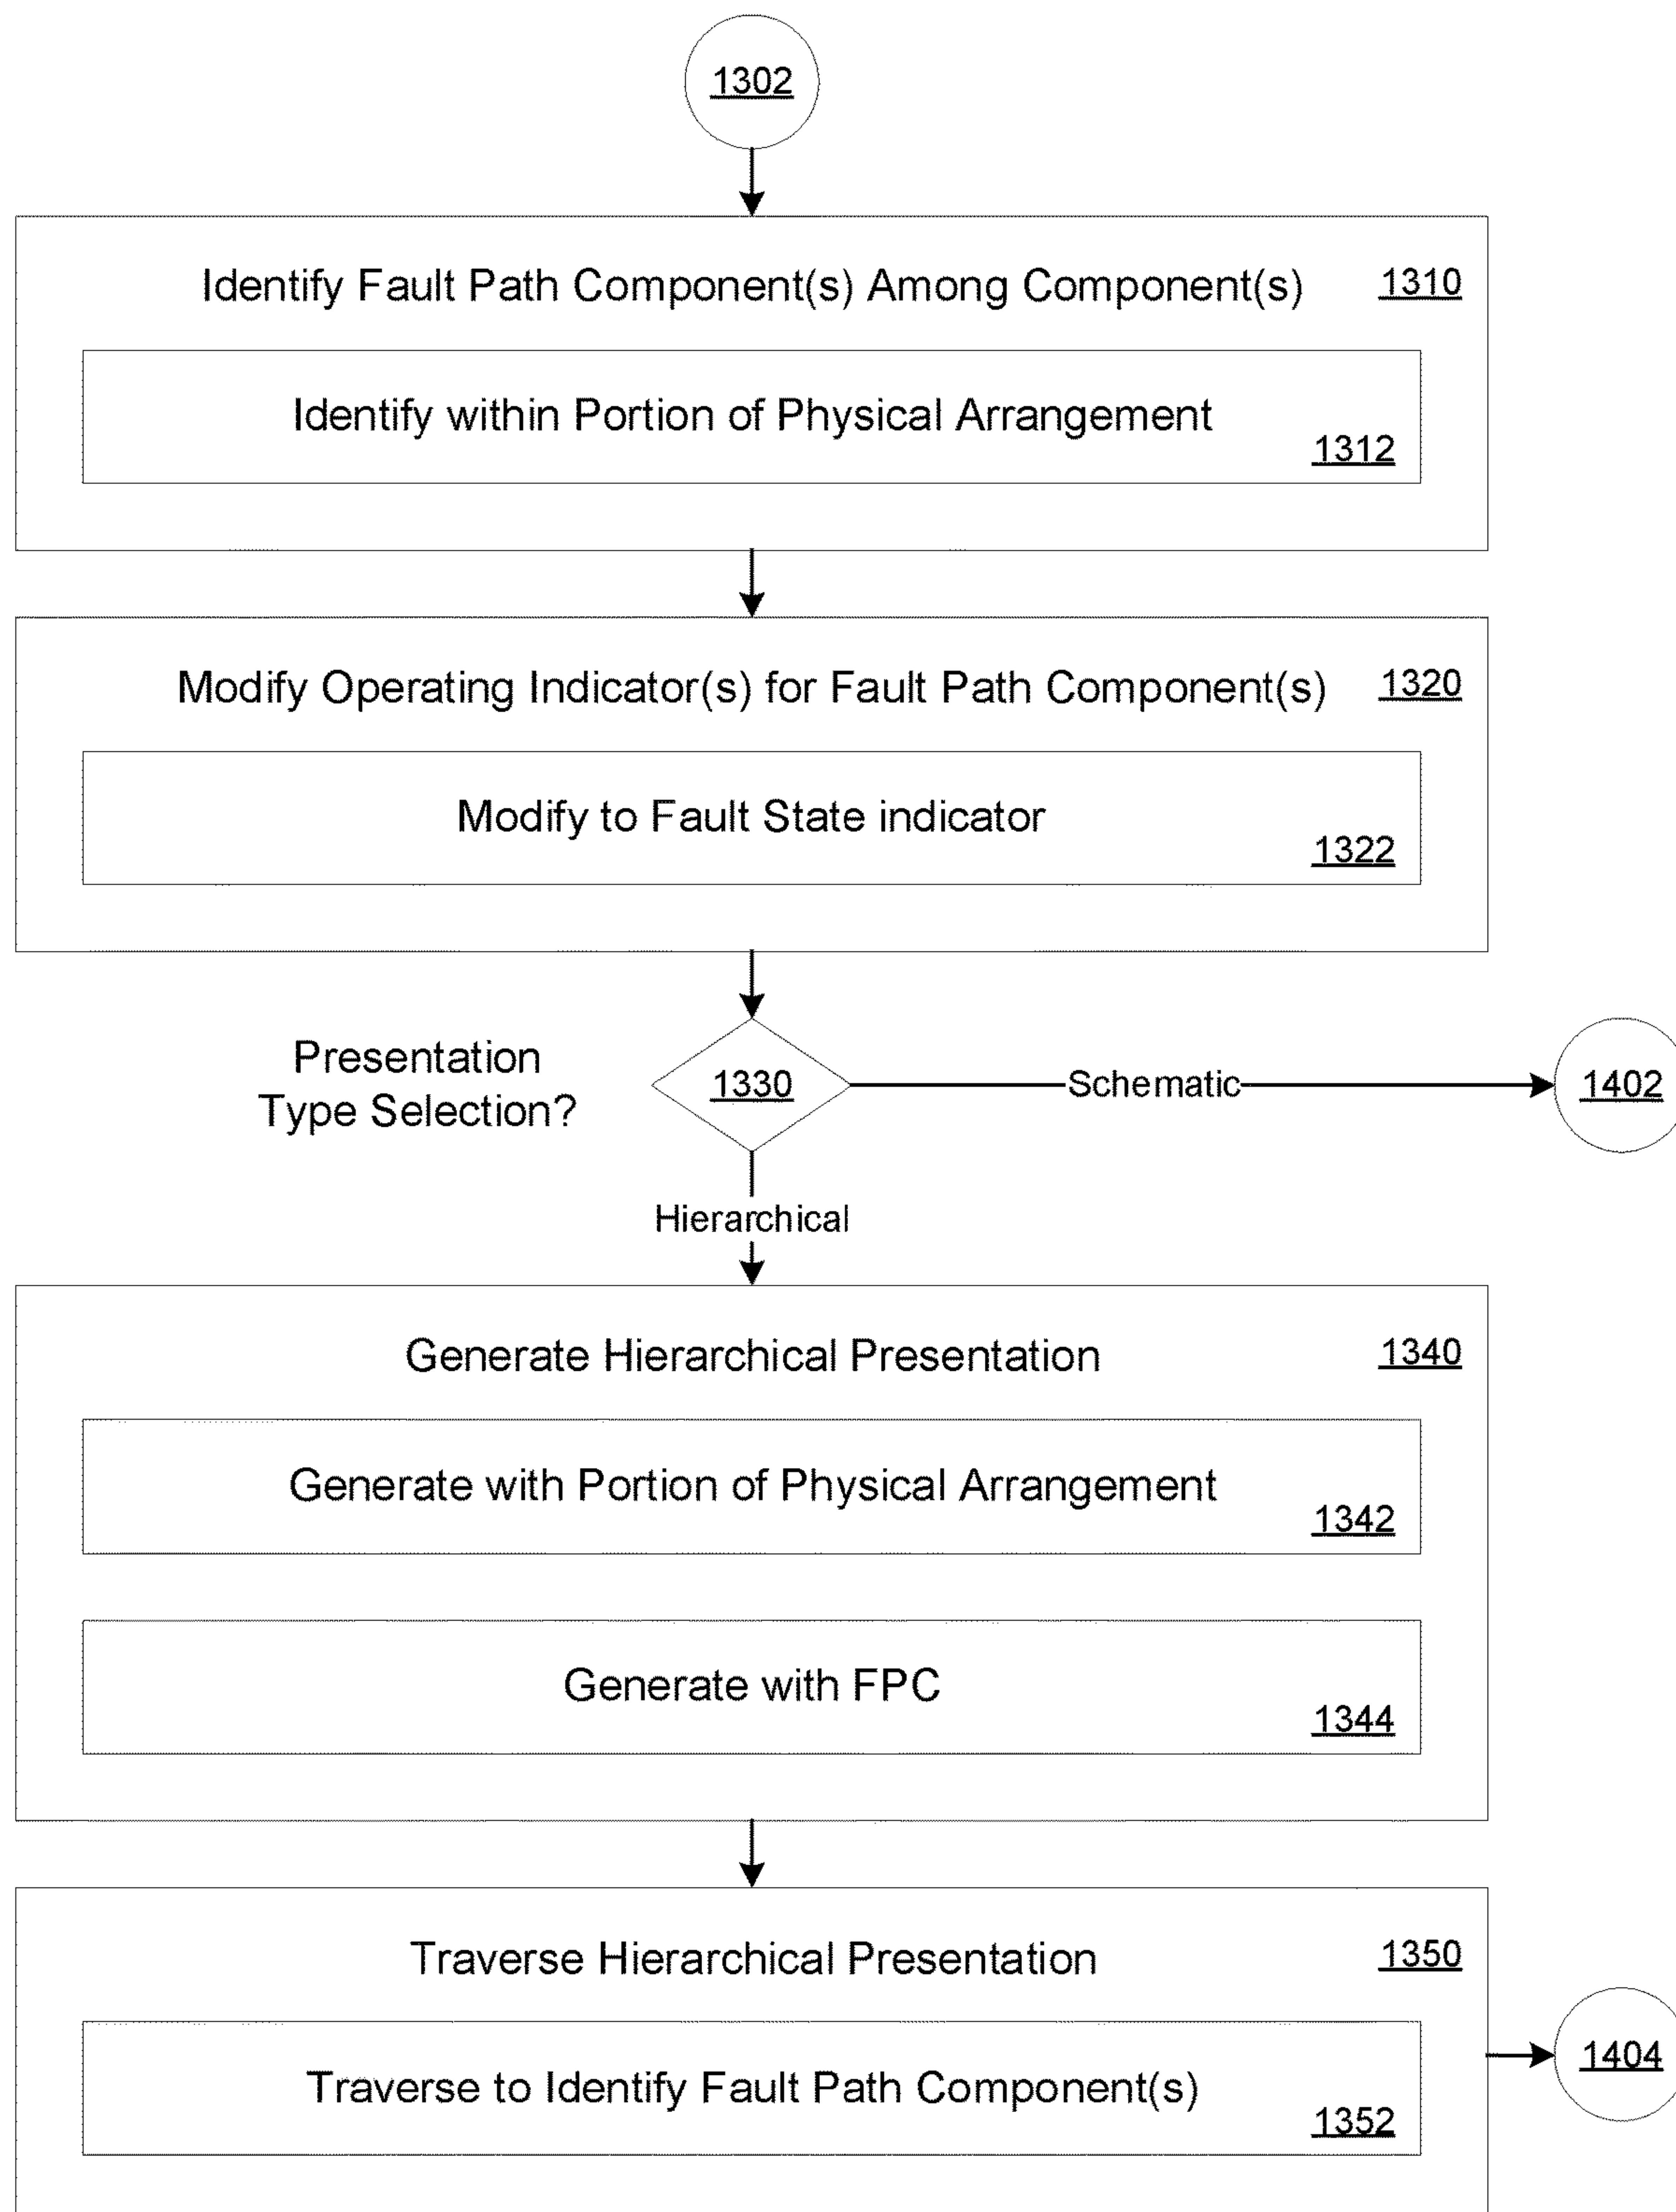 1302
Identify Fault Path Component(s) Among Component(s) 1310
Identify within Portion of Physical Arrangement
1312
Modify Operating Indicator(s) for Fault Path Component(s) 1320
Modify to Fault State indicator
1322
Presentation
Type Selection?
1330
Schematic
1402
Hierarchical
Generate Hierarchical Presentation 1340
Generate with Portion of Physical Arrangement
1342
Generate with FPC
1344
Traverse Hierarchical Presentation 1350
Traverse to Identify Fault Path Component(s)
1352
1404